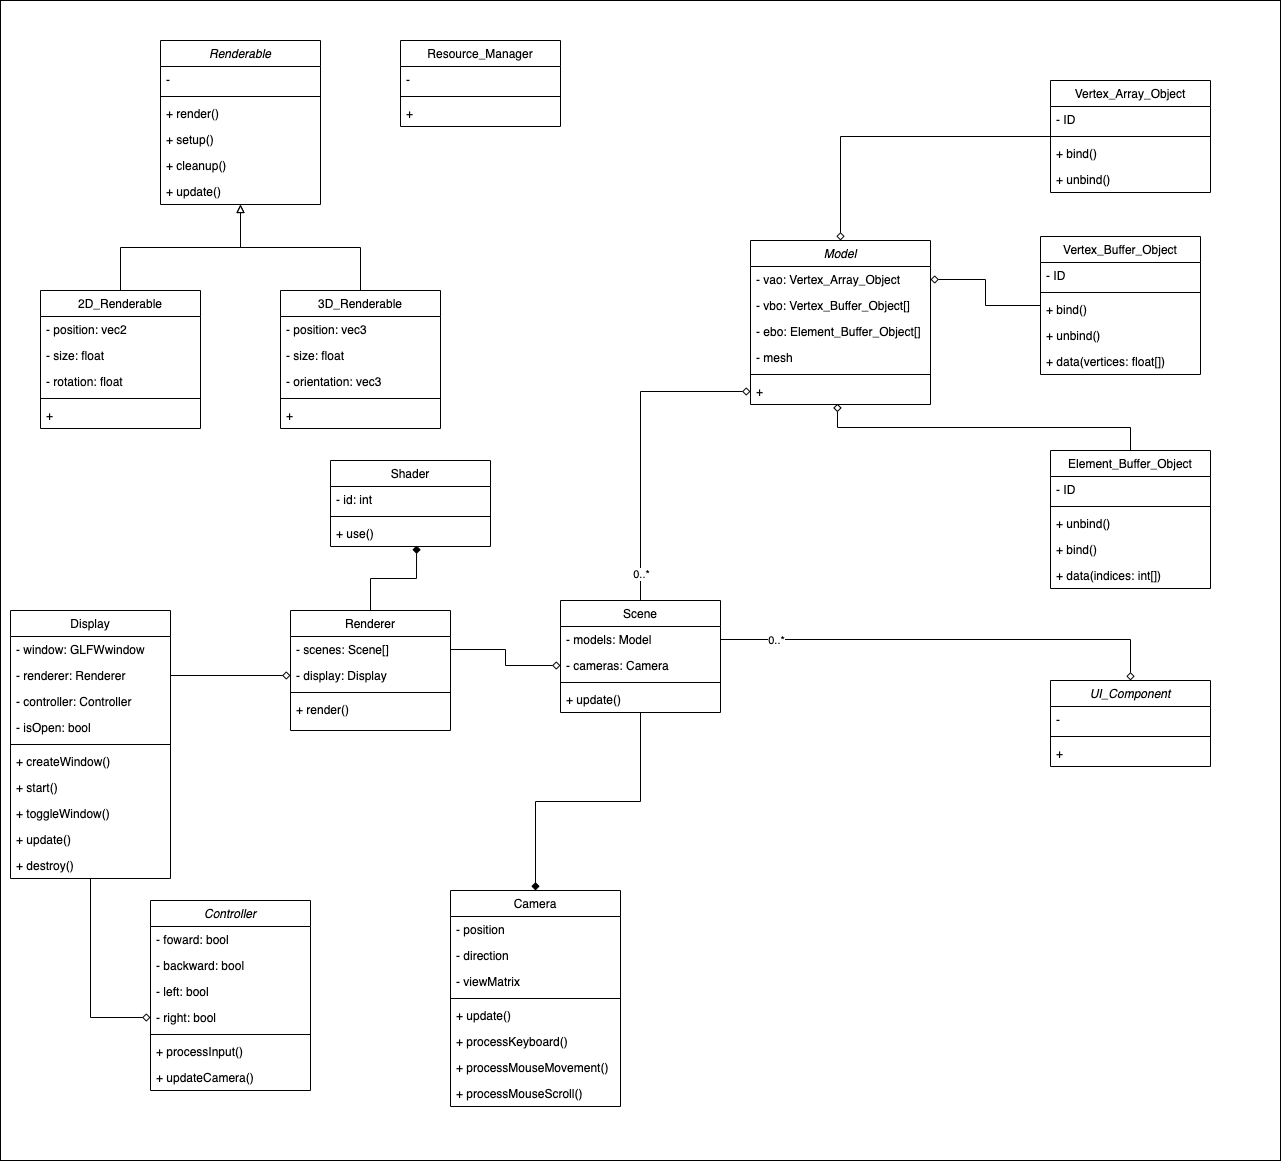 Renderable
-
+ render()
+ setup()
+ cleanup()
+ update()
Resource_Manager
-
+
Vertex_Array_Object
- ID
+ bind()
+ unbind()
2D_Renderable
- position: vec2
- size: float
- rotation: float
+
3D_Renderable
- position: vec3
- size: float
- orientation: vec3
+
Model
- vao: Vertex_Array_Object
- vbo: Vertex_Buffer_Object[]
- ebo: Element_Buffer_Object[]
- mesh
+
Vertex_Buffer_Object
- ID
+ bind()
+ unbind()
+ data(vertices: float[])
Shader
- id: int
+ use()
Element_Buffer_Object
- ID
+ unbind()
+ bind()
+ data(indices: int[])
Display
- window: GLFWwindow
- renderer: Renderer
- controller: Controller
- isOpen: bool
+ createWindow()
+ start()
+ toggleWindow()
+ update()
+ destroy()
Renderer
- scenes: Scene[]
- display: Display
+ render()
0..*
Scene
- models: Model
- cameras: Camera
+ update()
0..*
UI_Component
-
+
Controller
- foward: bool
- backward: bool
- left: bool
- right: bool
+ processInput()
+ updateCamera()
Camera
- position
- direction
- viewMatrix
+ update()
+ processKeyboard()
+ processMouseMovement()
+ processMouseScroll()